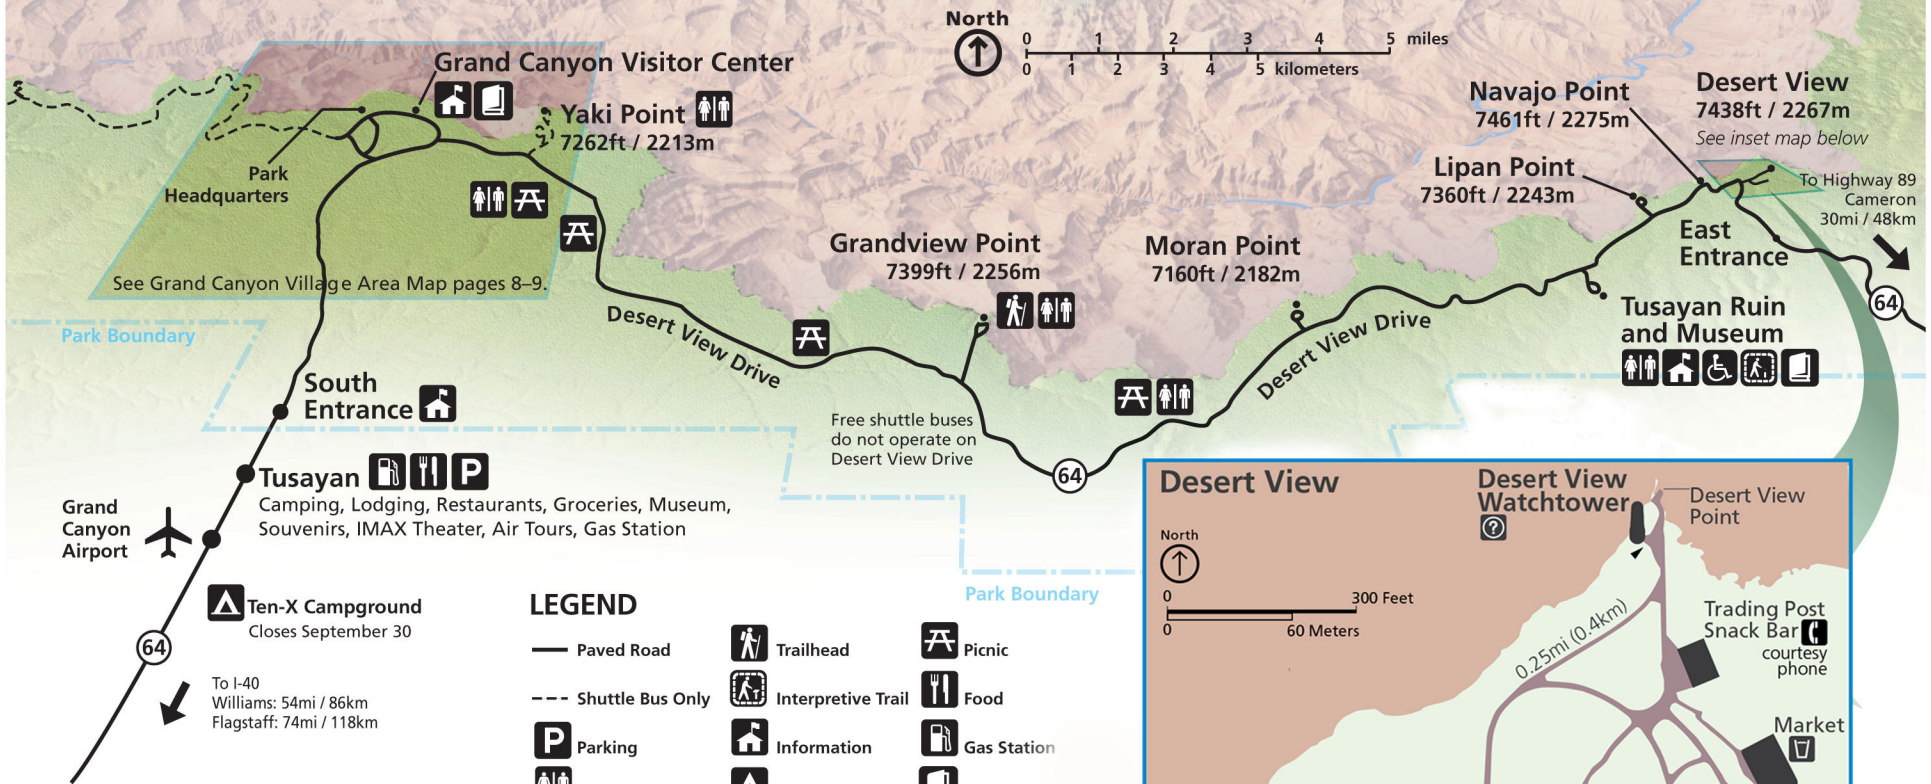 North
0 1 2 3 4 5 miles
0 1 2 3 4 5 kilometers
Grand Canyon Visitor Center
Yaki Point
7262ft / 2213m
Park
Headquarters
See Grand Canyon Village Area Map pages 8–9.
Park Boundary
South
Entrance
Tusayan
P
Camping, Lodging, Restaurants, Groceries, Museum,
Souvenirs, IMAX Theater, Air Tours, Gas Station
Grand
Canyon
Airport
Ten-X Campground
Closes September 30
64
To I-40
Williams: 54mi / 86km
Flagstaff: 74mi / 118km
Desert View Drive
Grandview Point
7399ft / 2256m
Free shuttle buses
do not operate on
Desert View Drive
64
Moran Point
7160ft / 2182m
Desert View Drive
Lipan Point
7360ft / 2243m
Navajo Point
7461ft / 2275m
Desert View
7438ft / 2267m
See inset map below
To Highway 89
Cameron
30mi / 48km
East
Entrance
64
Tusayan Ruin
and Museum
Park Boundary
LEGEND
Paved Road
Shuttle Bus Only
P Parking
Trailhead
Interpretive Trail
Information
Picnic
Food
Gas Station
Desert View
North
0 300 Feet
0 60 Meters
Desert View
Watchtower
?
Desert View
Point
0.25mi (0.4km)
Trading Post
Snack Bar
courtesy
phone
Market